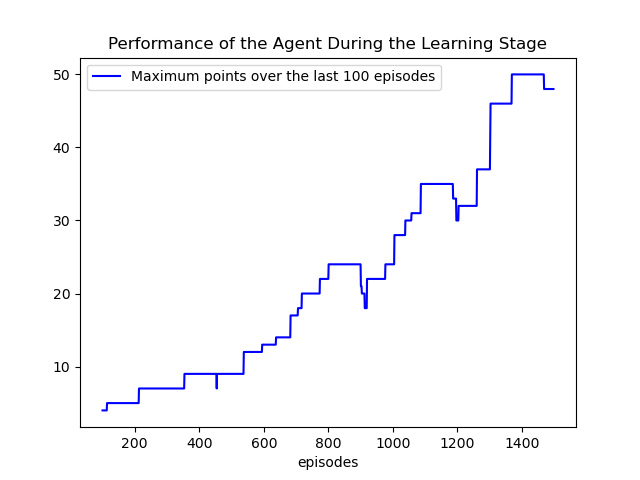 Performance of the Agent During the Learning Stage
Maximum points over the last 100 episodes
50
40
30
20
10
200 400 600 800 1000 1200 1400
episodes